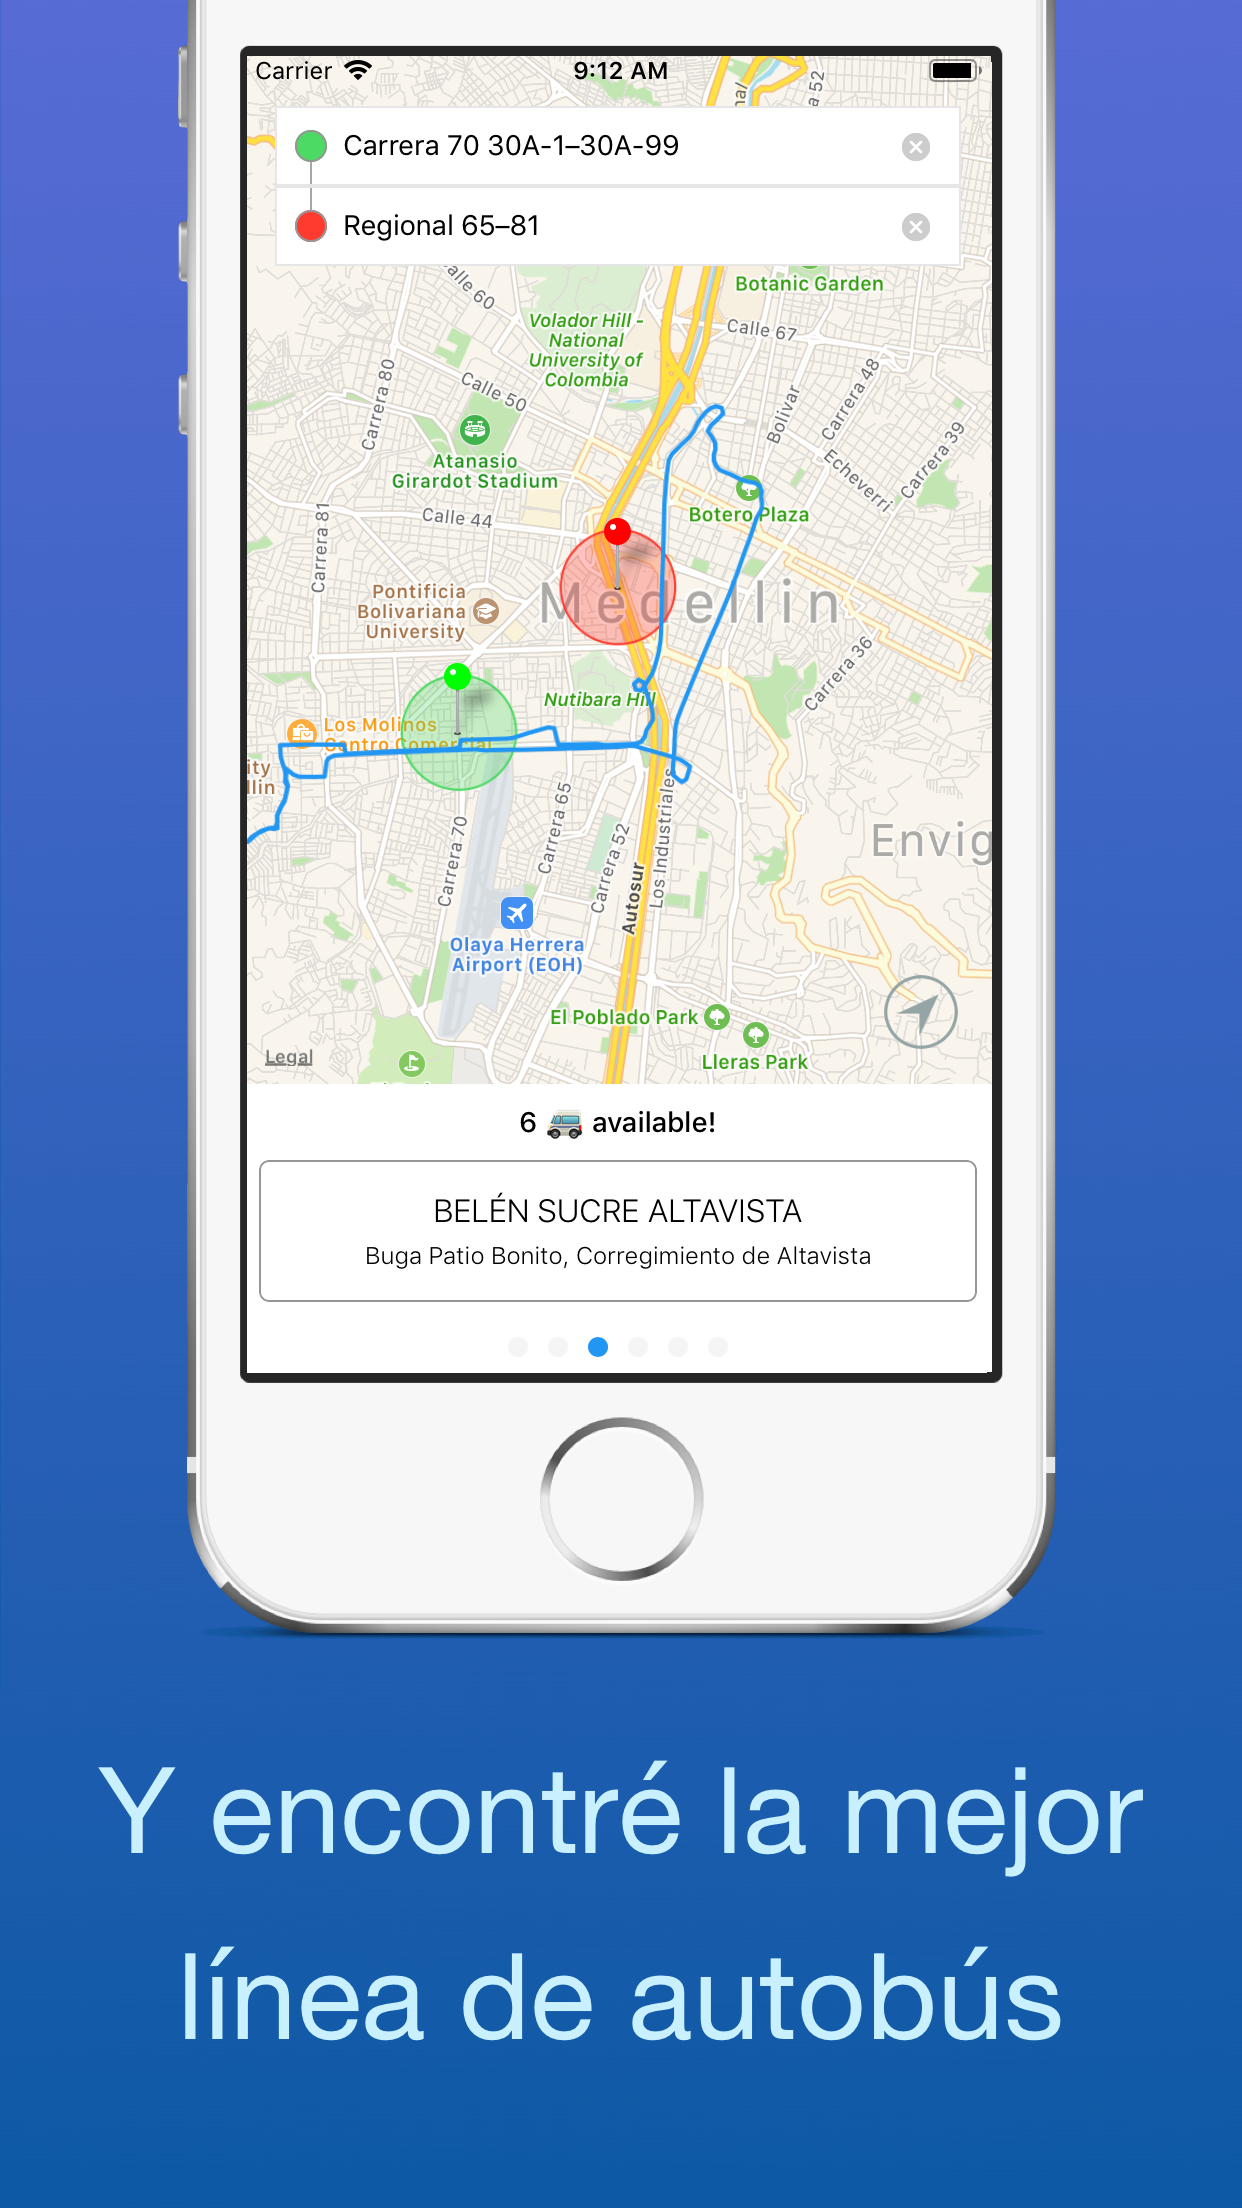 Carrier
9:12 AM
a 52
Carrera 70 30A-1–30A-99
Regional 65–81
Calle 60
Botanic Garden
Volador Hill -
National
University of
Colombia
Calle 67
Carrera 80
Calle 50
Bolivar
Carrera 48
Carrera 39
Echeverri
Atanasio
Girardot Stadium
Calle 44
Botero Plaza
Carrera 81
Pontificia
Bolivariana
University
Medellin
Carrera 36
Nutibara Hill
Los Molinos
Centro Comercial
ity
llin
Carrera 70
Carrera 65
Carrera 52
Autosur
Los Industriales
Envig
Olaya Herrera
Airport (EOH)
El Poblado Park
Lleras Park
Legal
6 available!
BELÉN SUCRE ALTAVISTA
Buga Patio Bonito, Corregimiento de Altavista
Y encontré la mejor
línea de autobús